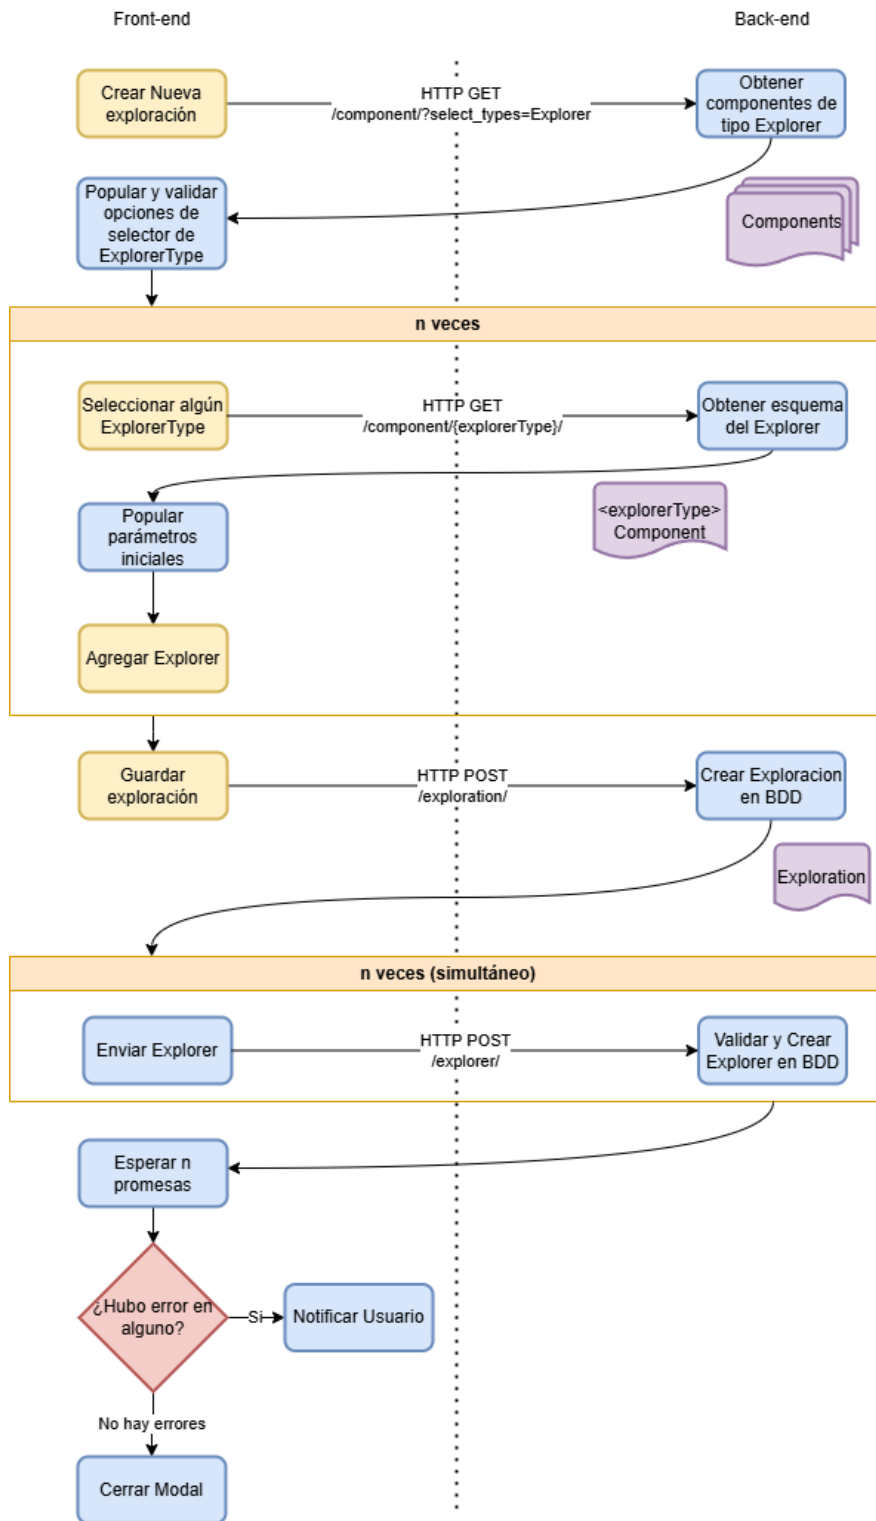 Front-end
Back-end
Crear Nueva
exploración
HTTP GET
/component/?select_types=Explorer
Obtener
componentes de
tipo Explorer
Popular y validar
opciones de
selector de
ExplorerType
Components
n veces
Seleccionar algún
ExplorerType
HTTP GET
/component/{explorerType}/
Obtener esquema
del Explorer
<explorerType>
Component
Popular
parámetros
iniciales
Agregar Explorer
Guardar
exploración
HTTP POST
/exploration/
Crear Exploracion
en BDD
Exploration
n veces (simultáneo)
Enviar Explorer
HTTP POST
/explorer/
Validar y Crear
Explorer en BDD
Esperar n
promesas
¿Hubo error en
alguno?
Si
Notificar Usuario
No hay errores
Cerrar Modal